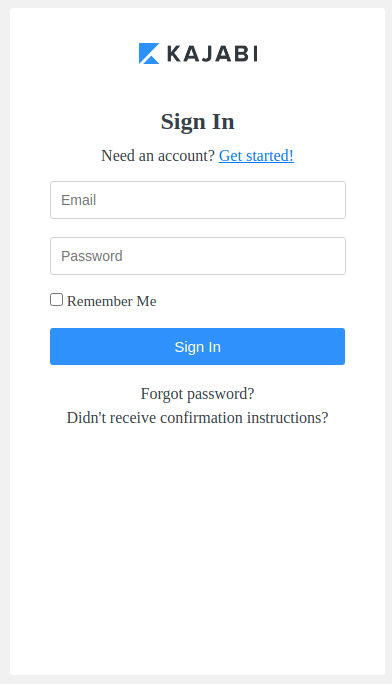 KAJABI
Sign In
Need an account? Get started!
Email
Password
Remember Me
Sign In
Forgot password?
Didn't receive confirmation instructions?